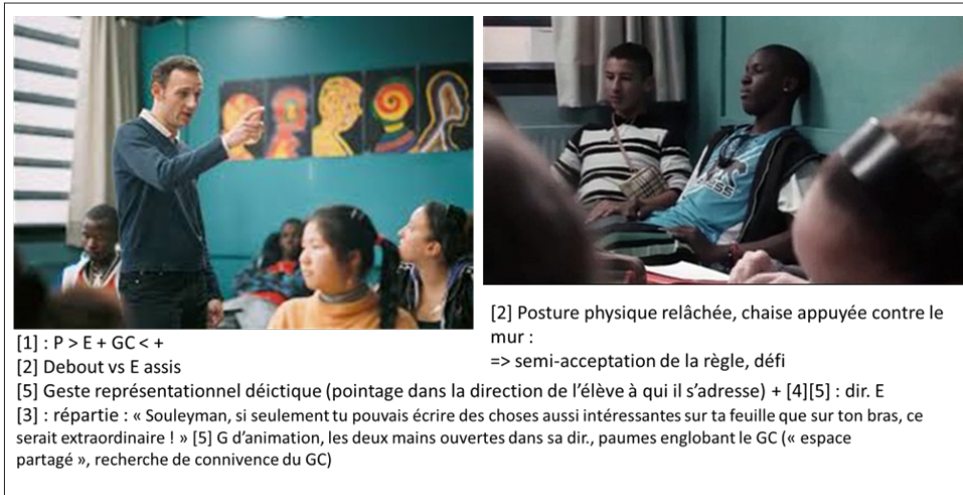 [1] : P > E + GC < +
[2] Debout vs E assis
[2] Posture physique relâchée, chaise appuyée contre le
mur :
=> semi-acceptation de la règle, défi
[5] Geste représentationnel déictique (pointage dans la direction de l’élève à qui il s’adresse) + [4][5] : dir. E
[3] : répartie : « Souleyman, si seulement tu pouvais écrire des choses aussi intéressantes sur ta feuille que sur ton bras, ce
serait extraordinaire ! » [5] G d’animation, les deux mains ouvertes dans sa dir., paumes englobant le GC (« espace
partagé », recherche de connivence du GC)